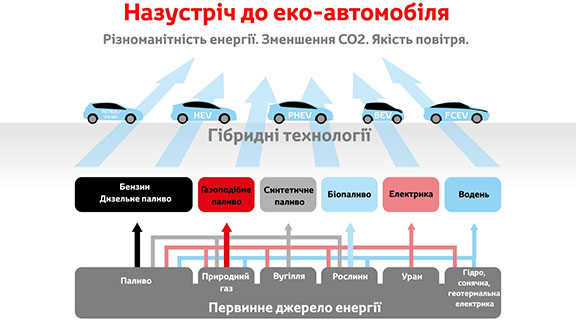 Назустріч до еко-автомобіля
Різноманітність енергії. Зменшення CO2. Якість повітря.
HEV
PHEV
BEV
FCEV
Гібридні технології
Бензин
Дизельне паливо
Газоподібне
паливо
Синтетичне
паливо
Біопаливо
Електрика
Водень
Паливо
Природний
газ
Вугілля
Рослини
Уран
Гідро,
сонячна,
геотермальна
електрика
Первинне джерело енергії